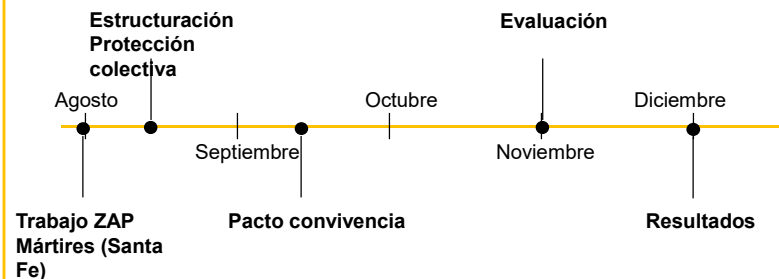 Estructuración
Protección
colectiva
Evaluación
Agosto
Octubre
Diciembre
Septiembre
Noviembre
Trabajo ZAP
Mártires (Santa
Fe)
Pacto convivencia
Resultados